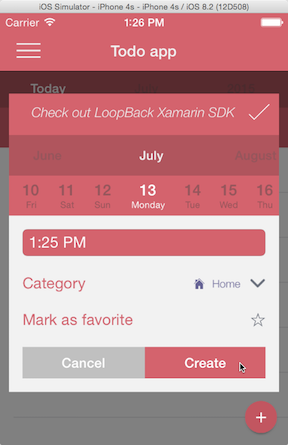 iOS Simulator - iPhone 4s - iPhone 4s / iOS 8.2 (12D508)
Carrier 1:26 PM
Todo app
Today
Check out LoopBack Xamarin SDK
June July August
10 11 12 13 14 15 16
Fri Sat Sun Monday Tue Wed Thu
1:25 PM
Category Home
Mark as favorite
Cancel Create
+